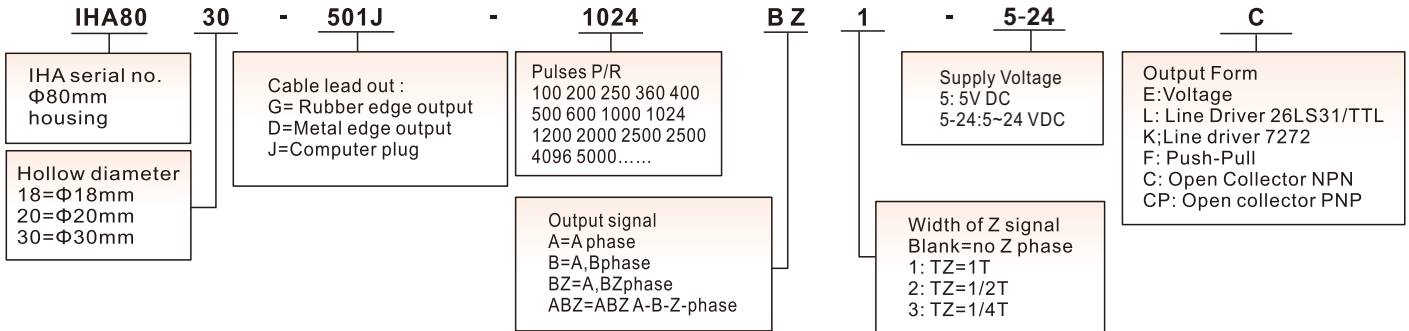 IHA80 30 - 501J - 1024 BZ 1 - 5-24 C
IHA serial no.
Φ80mm
housing
Hollow diameter
18=Φ18mm
20=Φ20mm
30=Φ30mm
Cable lead out :
G= Rubber edge output
D=Metal edge output
J=Computer plug
Pulses P/R
100 200 250 360 400
500 600 1000 1024
1200 2000 2500 2500
4096 5000......
Output signal
A=A phase
B=A,Bphase
BZ=A,BZphase
ABZ=ABZ A-B-Z-phase
Supply Voltage
5: 5V DC
5-24:5~24 VDC
Width of Z signal
Blank=no Z phase
1: TZ=1T
2: TZ=1/2T
3: TZ=1/4T
Output Form
E:Voltage
L: Line Driver 26LS31/TTL
K;Line driver 7272
F: Push-Pull
C: Open Collector NPN
CP: Open collector PNP